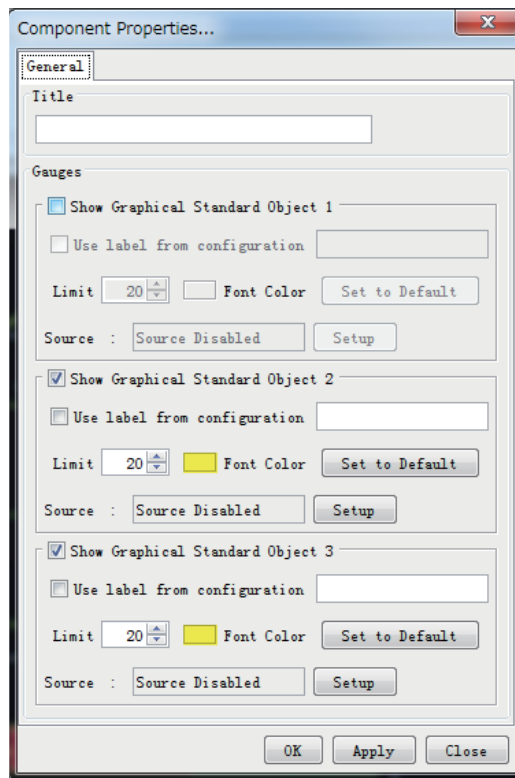 Component Properties...
General
Title
Gauges
Show Graphical Standard Object 1
Use label from configuration
Limit 20 Font Color Set to Default
Source : Source Disabled Setup
Show Graphical Standard Object 2
Use label from configuration
Limit 20 Font Color Set to Default
Source : Source Disabled Setup
Show Graphical Standard Object 3
Use label from configuration
Limit 20 Font Color Set to Default
Source : Source Disabled Setup
OK Apply Close